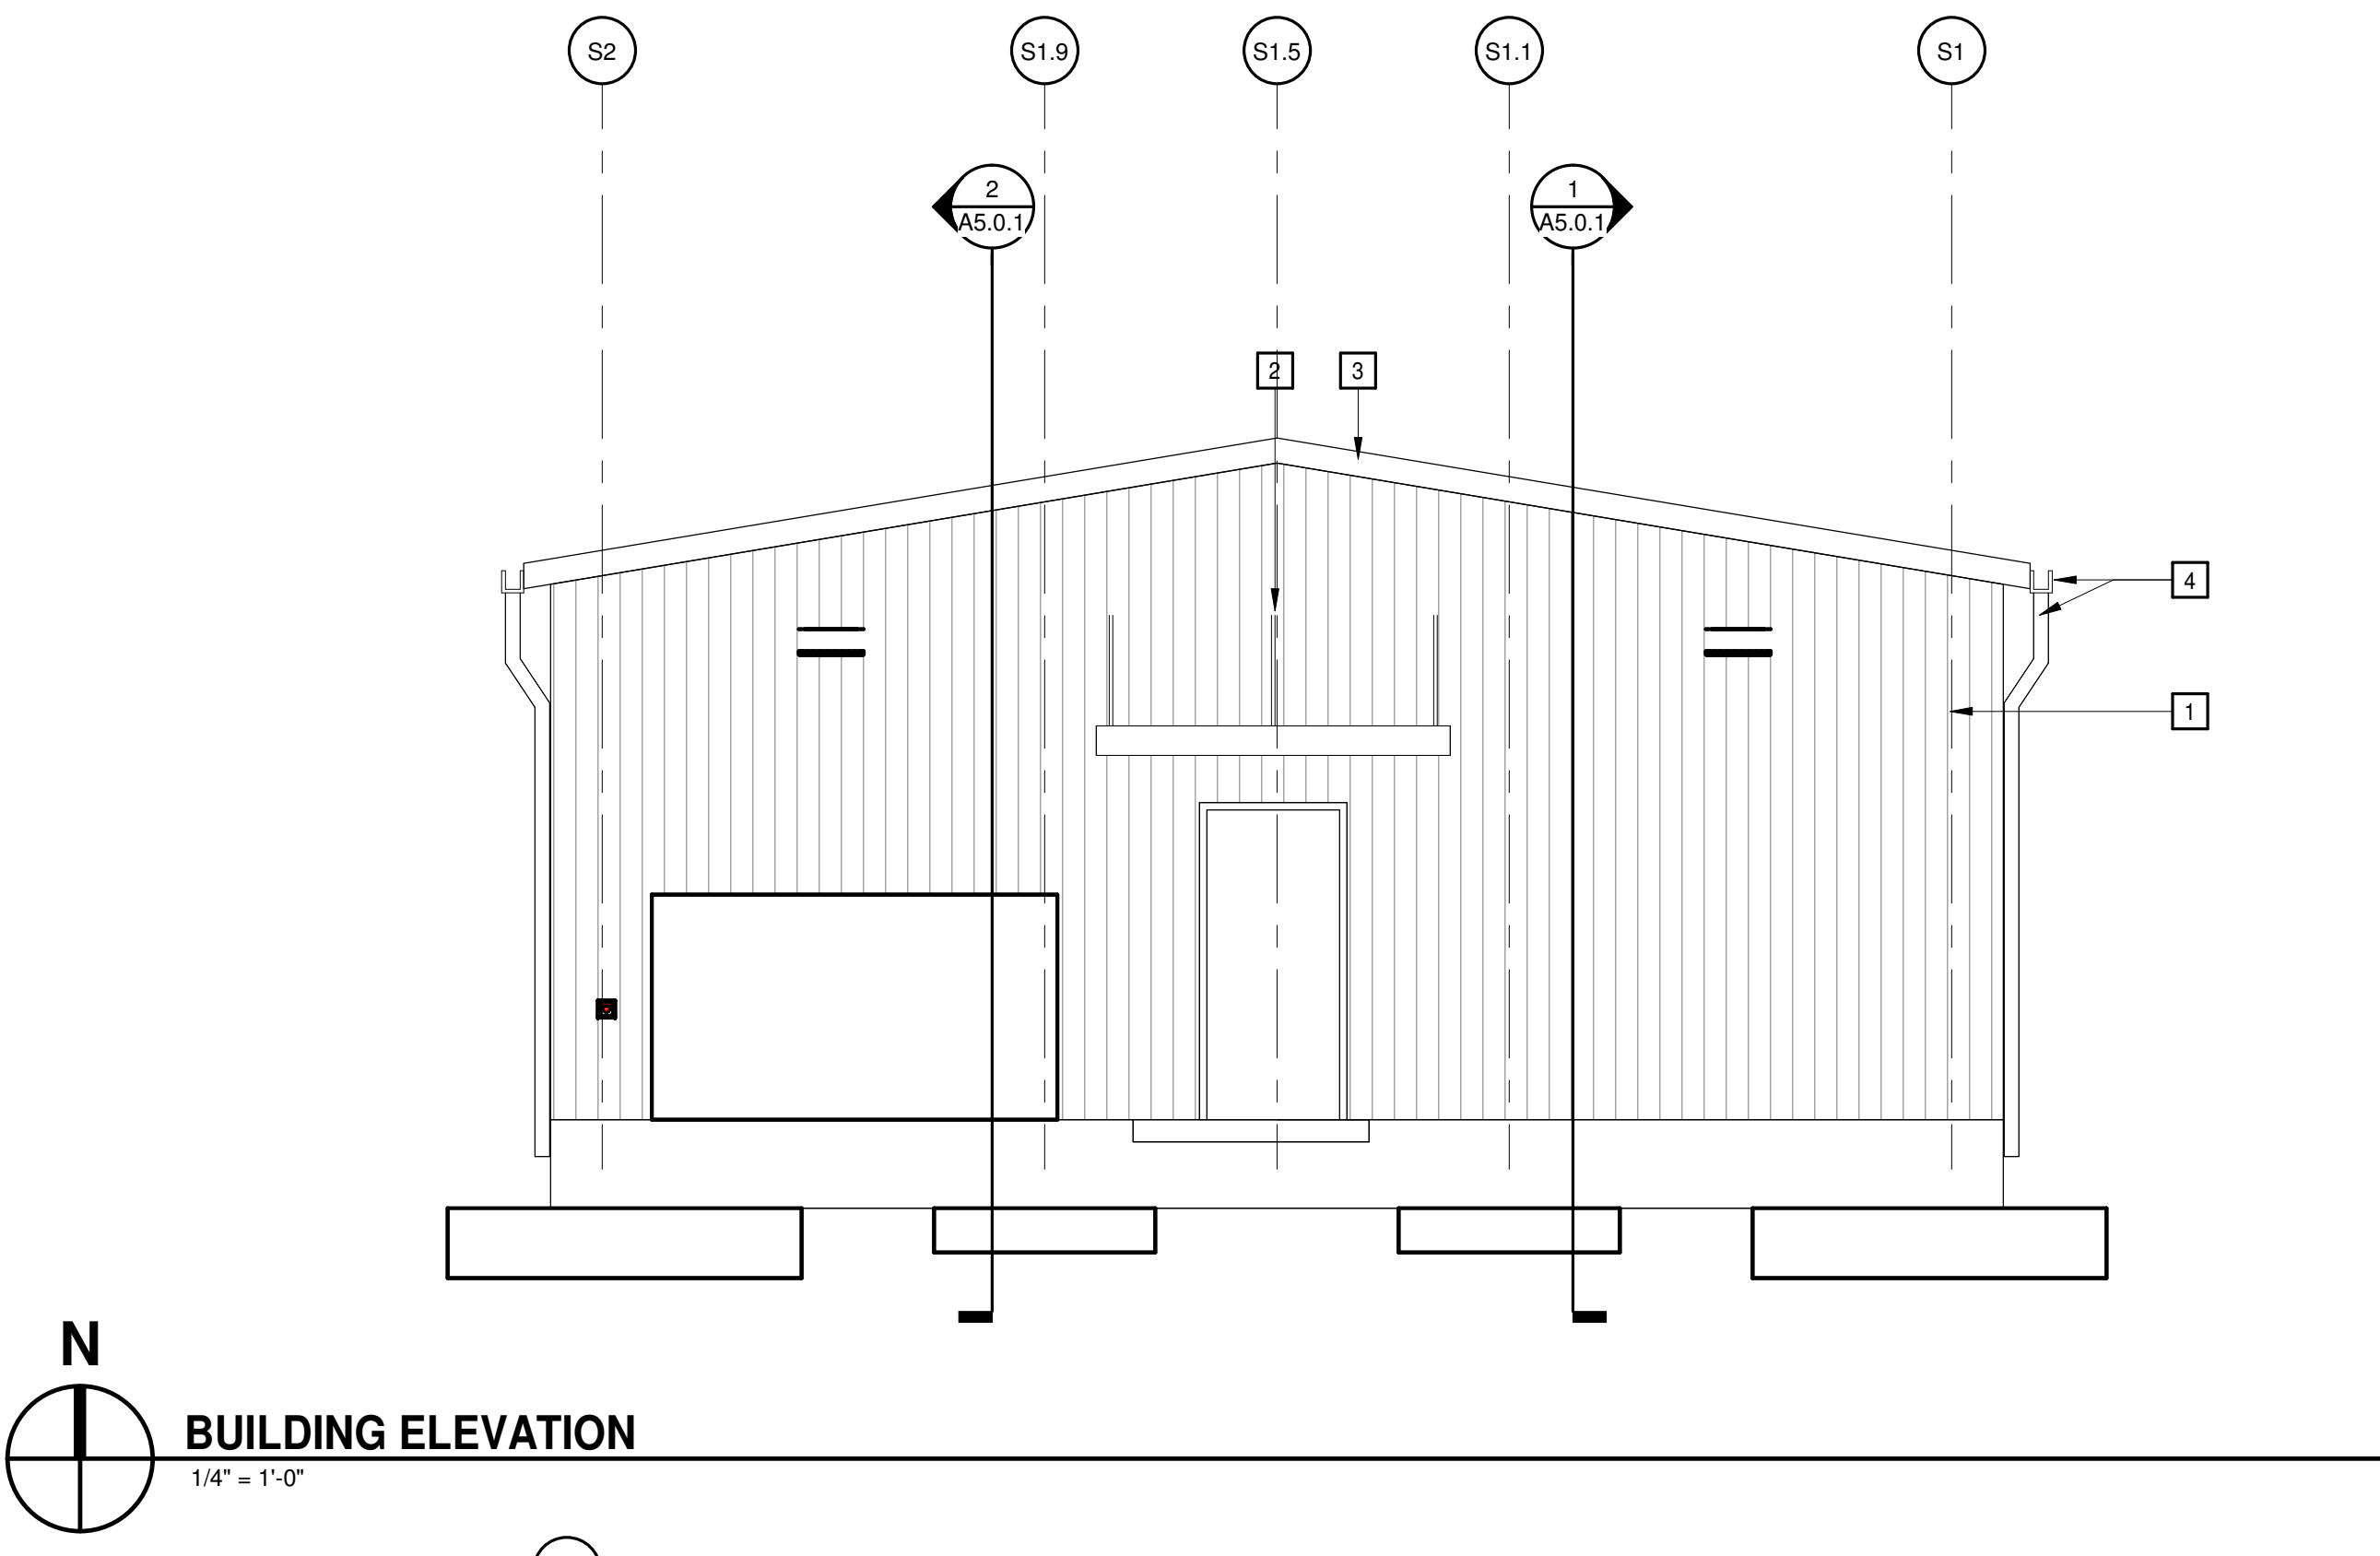 S2
S1.9
S1.5
S1.1
S1
2
A5.0.1
1
A5.0.1
2
3
4
1
N
BUILDING ELEVATION
1/4" = 1'-0"